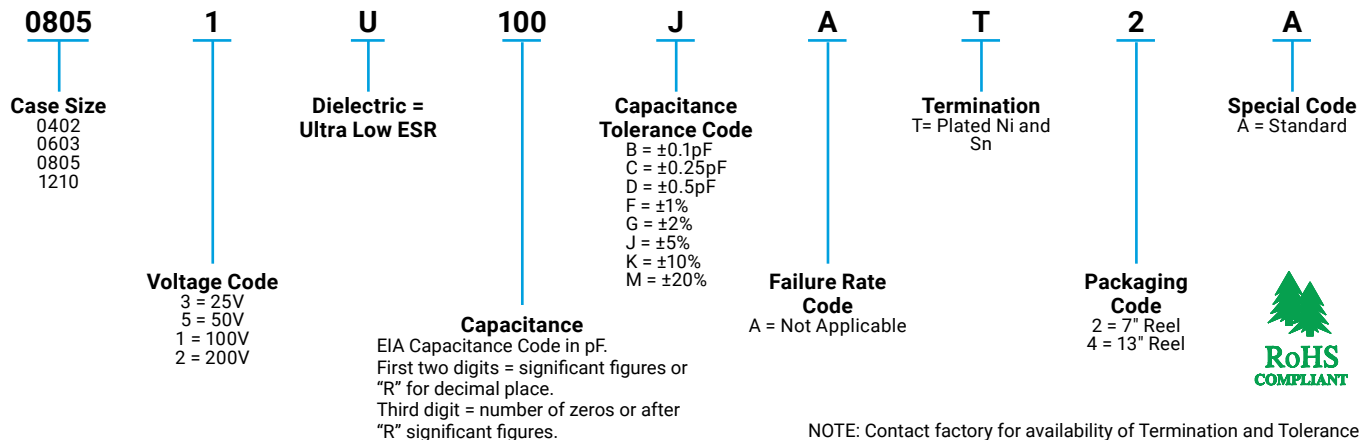 0805 1 U 100 J A T 2 A
Case Size
0402
0603
0805
1210
Voltage Code
3 = 25V
5 = 50V
1 = 100V
2 = 200V
Dielectric =
Ultra Low ESR
Capacitance
EIA Capacitance Code in pF.
First two digits = significant figures or
“R” for decimal place.
Third digit = number of zeros or after
“R” significant figures.
Capacitance
Tolerance Code
B = ±0.1pF
C = ±0.25pF
D = ±0.5pF
F = ±1%
G = ±2%
J = ±5%
K = ±10%
M = ±20%
Failure Rate
Code
A = Not Applicable
Termination
T= Plated Ni and
Sn
Packaging
Code
2 = 7" Reel
4 = 13" Reel
Special Code
A = Standard
RoHS
COMPLIANT
NOTE: Contact factory for availability of Termination and Tolerance